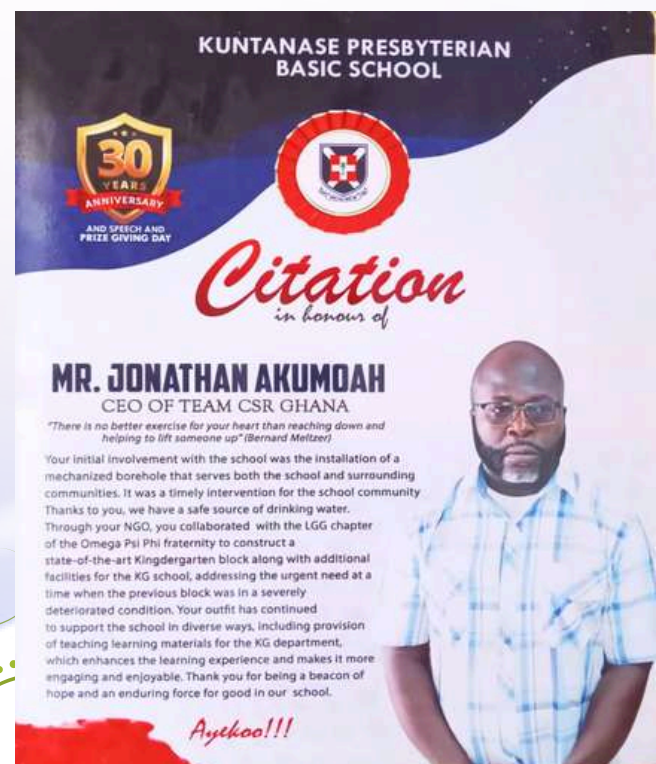 KUNTANASE PRESBYTERIAN
BASIC SCHOOL
30
YEARS
ANNIVERSARY
AND SPEECH AND
PRIZE GIVING DAY
Citation
in honour of
MR. JONATHAN AKUMOAH
CEO OF TEAM CSR GHANA
"There is no better exercise for your heart than reaching down and
helping to lift someone up" (Bernard Meltzer)
Your initial involvement with the school was the installation of a
mechanized borehole that serves both the school and surrounding
communities. It was a timely intervention for the school community
Thanks to you, we have a safe source of drinking water.
Through your NGO, you collaborated with the LGG chapter
of the Omega Psi Phi fraternity to construct a
state-of-the-art Kingdergarten block along with additional
facilities for the KG school, addressing the urgent need at a
time when the previous block was in a severely
deteriorated condition. Your outfit has continued
to support the school in diverse ways, including provision
of teaching learning materials for the KG department,
which enhances the learning experience and makes it more
engaging and enjoyable. Thank you for being a beacon of
hope and an enduring force for good in our school.
Ayekoo!!!